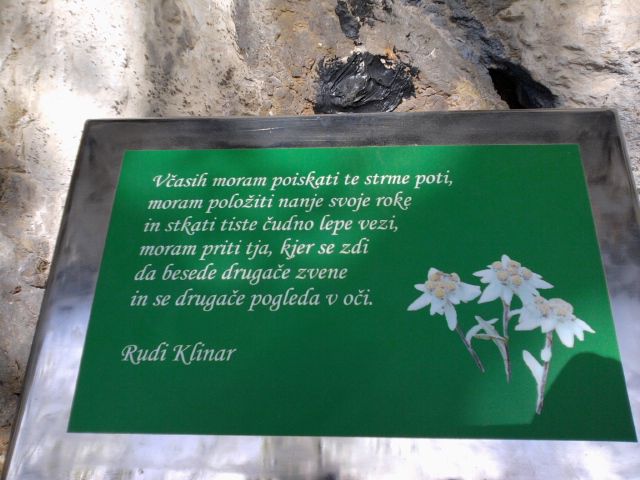 Včasih moram poiskati te strme poti,
moram položiti nanje svoje roke
in stkati tiste čudno lepe vezi,
moram priti tja, kjer se zdi
da besede drugače zvene
in se drugače pogleda v oči.
Rudi Klinar